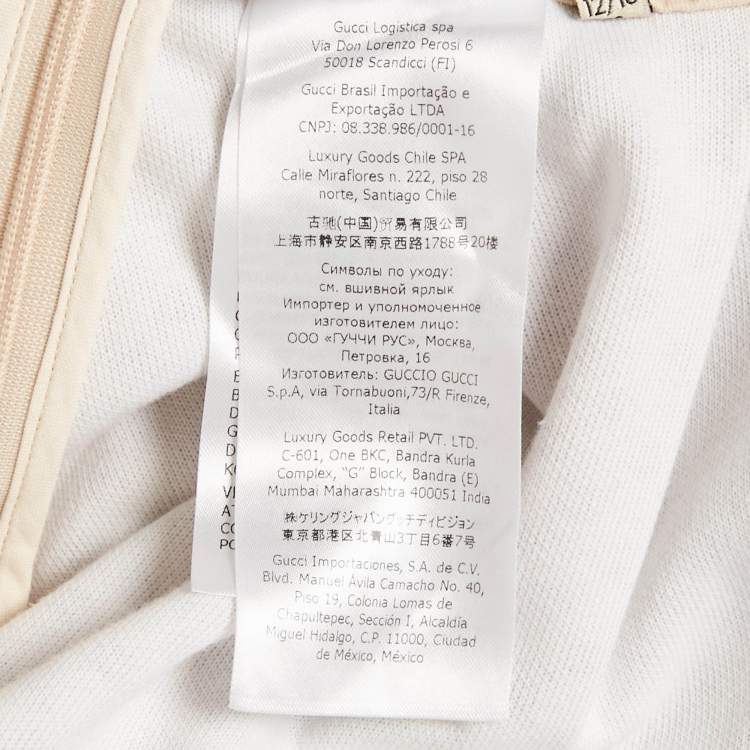 12/18
Gucci Logistica spa
Via Don Lorenzo Perosi 6
50018 Scandicci (FI)
Gucci Brasil Importação e
Exportação LTDA
CNPJ: 08.338.986/0001-16
Luxury Goods Chile SPA
Calle Miraflores n. 222, piso 28
norte, Santiago Chile
古驰(中国)贸易有限公司
上海市静安区南京西路1788号20楼
Символы по уходу:
см. вшивной ярлык
Импортер и уполномоченное
изготовителем лицо:
ООО «ГУЧЧИ РУС», Москва,
Петровка, 16
Изготовитель: GUCCIO GUCCI
S.p.A, via Tornabuoni,73/R Firenze,
Italia
Luxury Goods Retail PVT. LTD.
C-601, One BKC, Bandra Kurla
Complex, “G” Block, Bandra (E)
Mumbai Maharashtra 400051 India
㈱ケリングジャパングッチディビジョン
東京都港区北青山3丁目6番7号
Gucci Importaciones, S.A. de C.V.
Blvd. Manuel Ávila Camacho No. 40,
Piso 19, Colonia Lomas de
Chapultepec, Sección I, Alcaldía
Miguel Hidalgo, C.P. 11000, Ciudad
de México, México